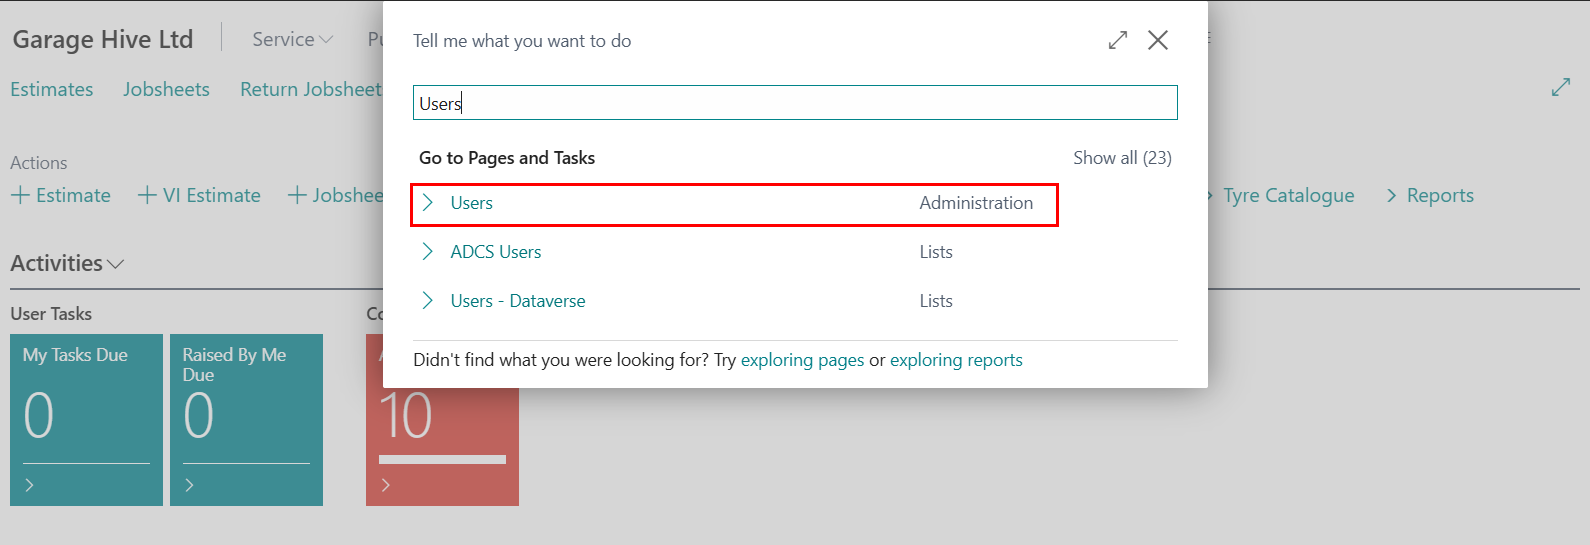 Garage Hive Ltd
Service
Tell me what you want to do
Estimates Jobsheets Return Jobsheet
Users
Go to Pages and Tasks Show all (23)
Actions
+ Estimate + VI Estimate + Jobshee
> Users Administration
> Tyre Catalogue > Reports
> ADCS Users Lists
Activities
> Users - Dataverse Lists
User Tasks
My Tasks Due
0
Raised By Me
Due
0
10
Didn't find what you were looking for? Try exploring pages or exploring reports